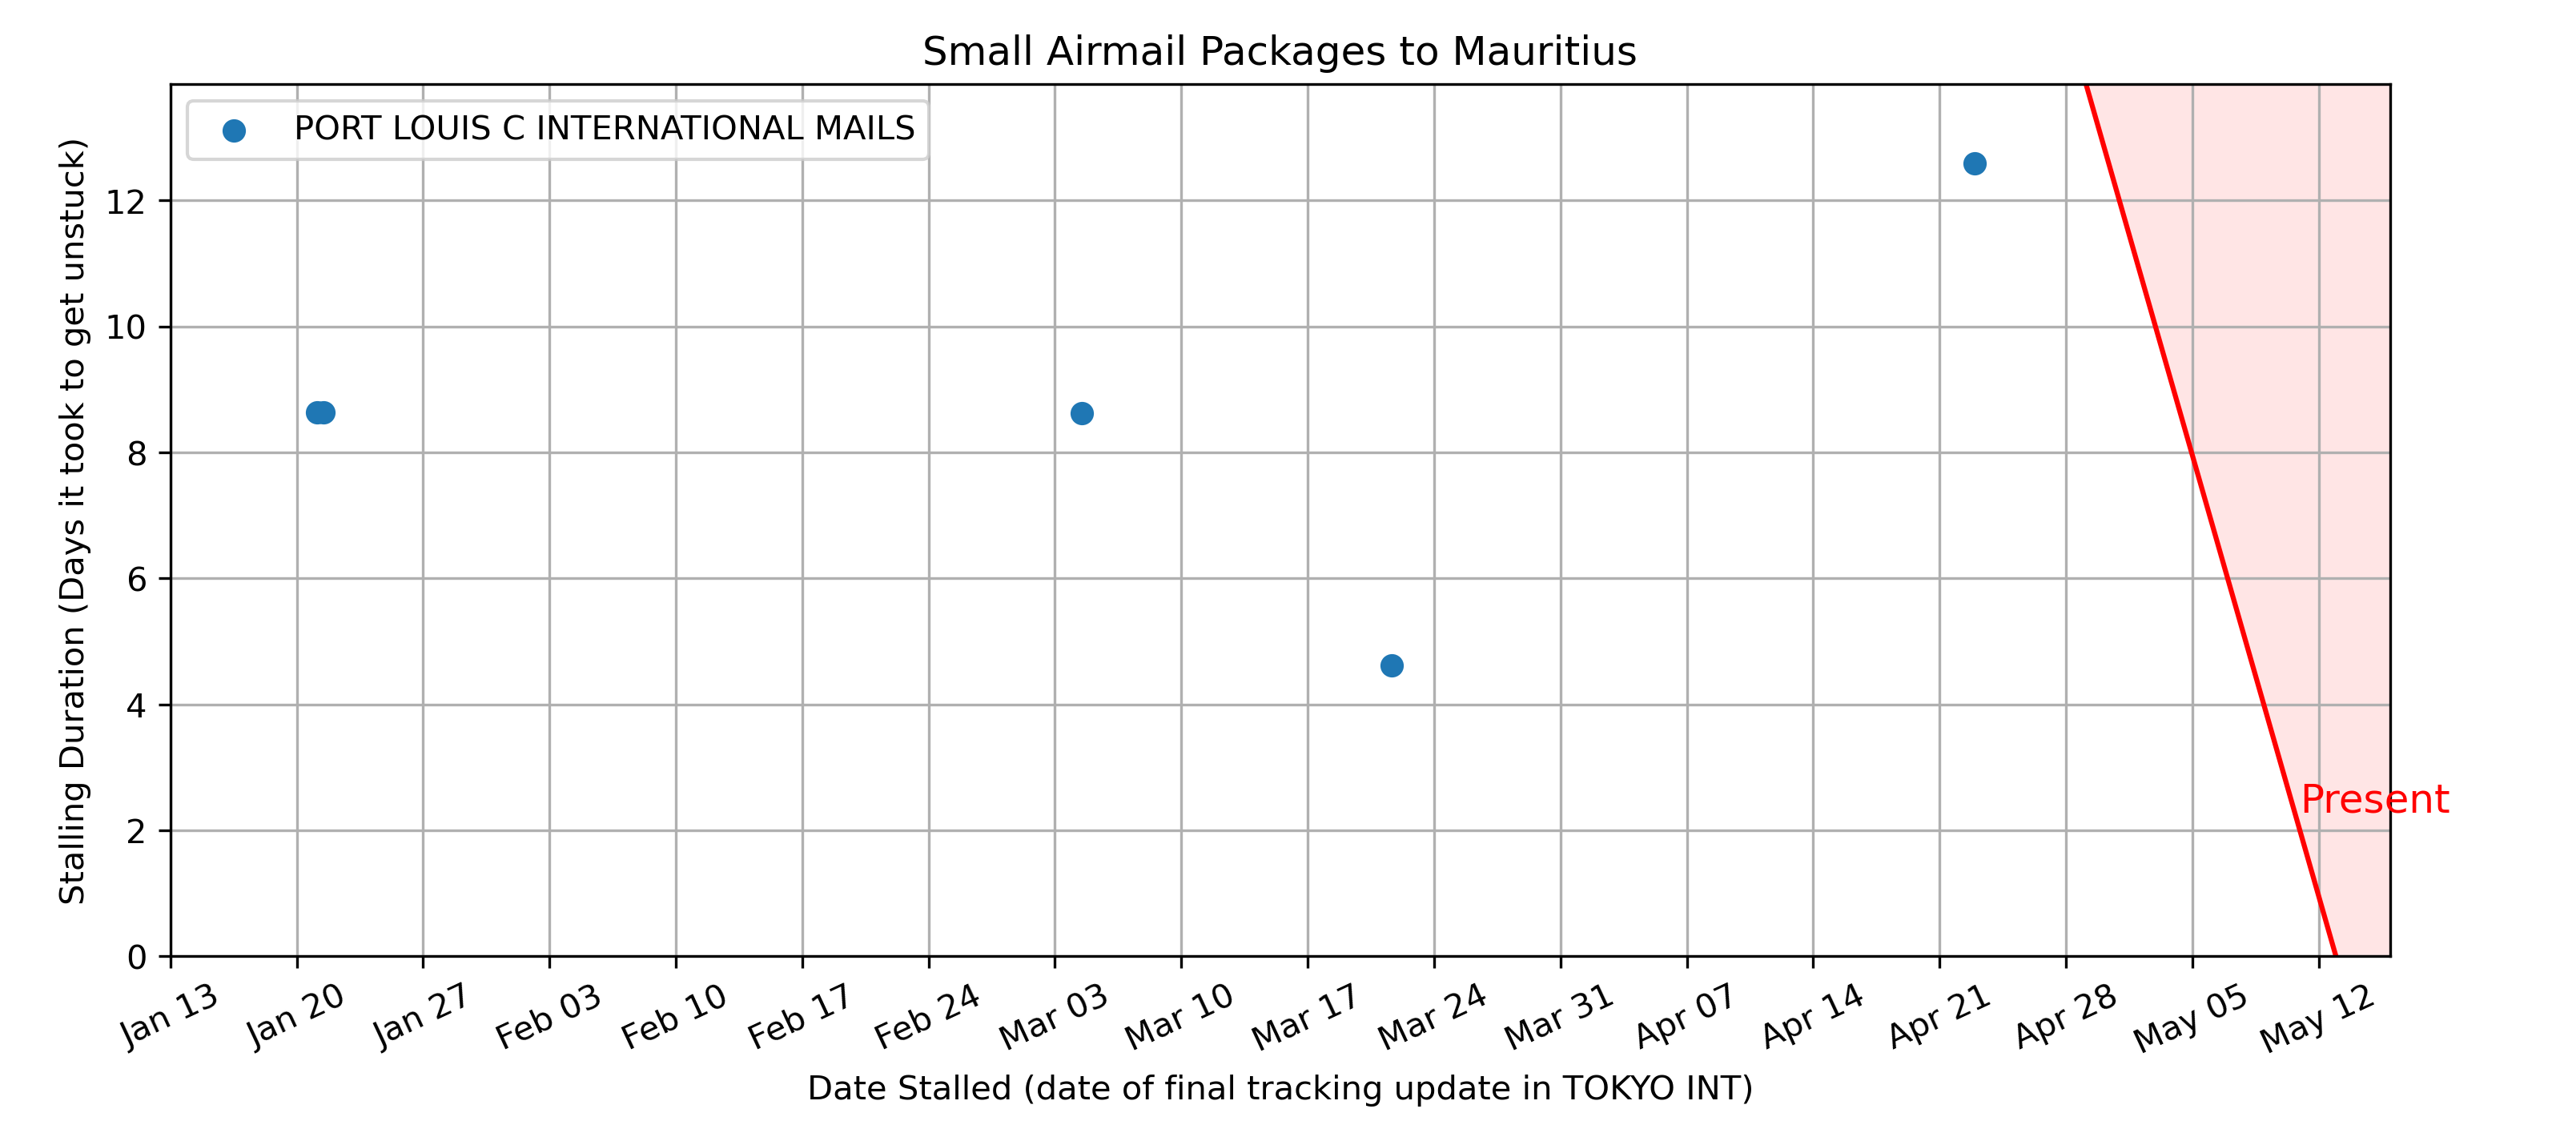 Small Airmail Packages to Mauritius
PORT LOUIS C INTERNATIONAL MAILS
Stalling Duration (Days it took to get unstuck)
12
10
8
6
4
2
0
Present
Jan 13
Jan 20
Jan 27
Feb 03
Feb 10
Feb 17
Feb 24
Mar 03
Mar 10
Mar 17
Mar 24
Mar 31
Apr 07
Apr 14
Apr 21
Apr 28
May 05
May 12
Date Stalled (date of final tracking update in TOKYO INT)